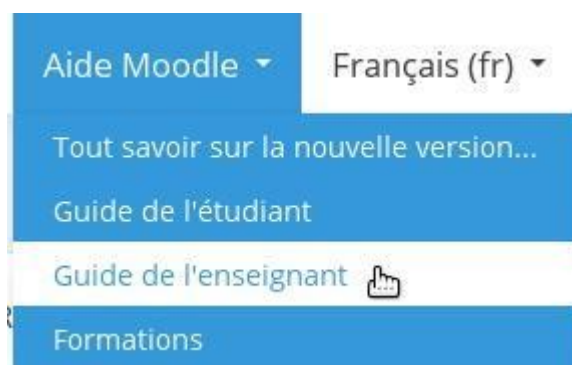 Aide Moodle Français (fr)
Tout savoir sur la nouvelle version...
Guide de l'étudiant
Guide de l'enseignant
Formations